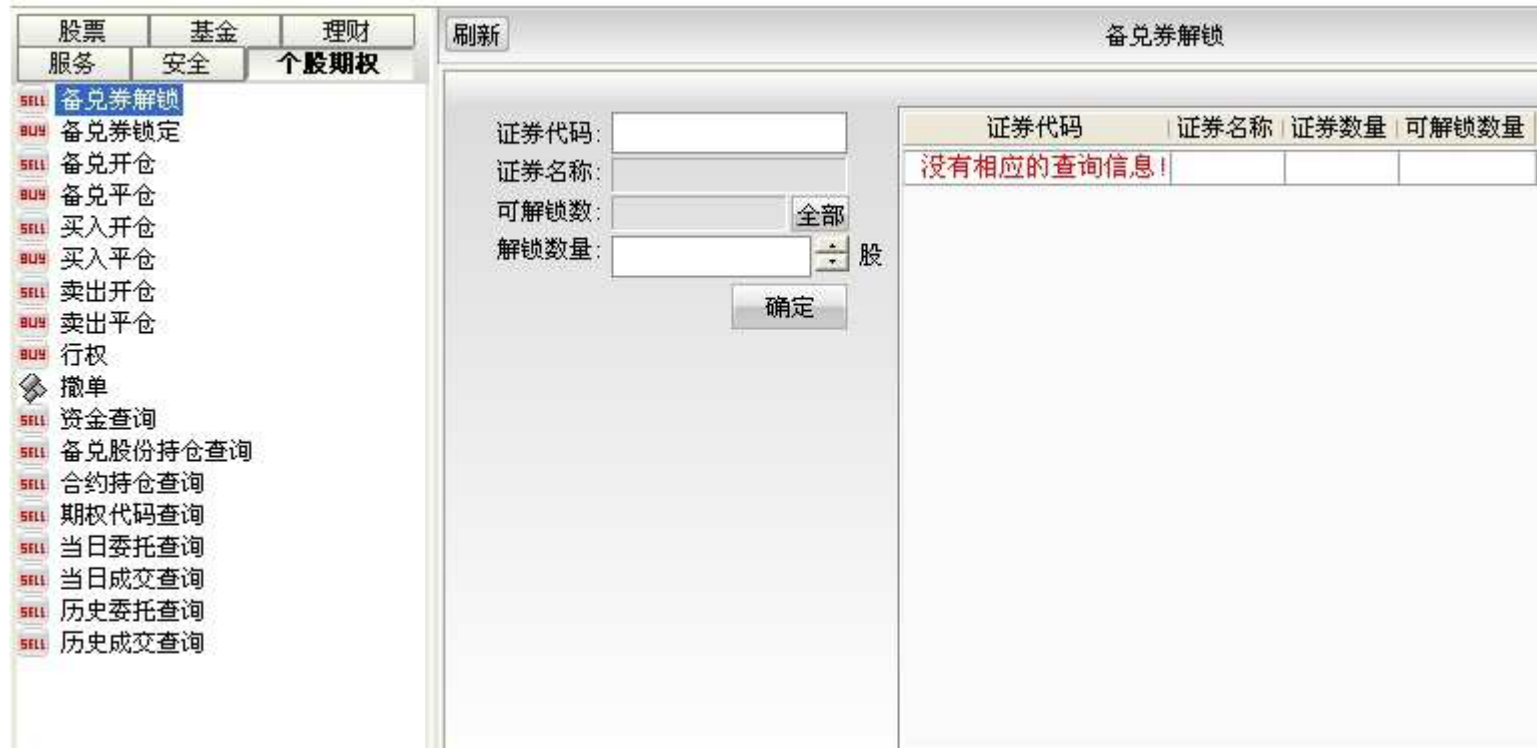 股票 基金 理财
服务 安全 个股期权
SELL 备兑券解锁
BUY 备兑券锁定
SELL 备兑开仓
BUY 备兑平仓
SELL 买入开仓
BUY 买入平仓
SELL 卖出开仓
BUY 卖出平仓
BUY 行权
撤单
SELL 资金查询
SELL 备兑股份持仓查询
SELL 合约持仓查询
SELL 期权代码查询
SELL 当日委托查询
SELL 当日成交查询
SELL 历史委托查询
SELL 历史成交查询
刷新 备兑券解锁
证券代码:
证券名称:
可解锁数: 全部
解锁数量: 股
确定
证券代码 证券名称 证券数量 可解锁数量
没有相应的查询信息!